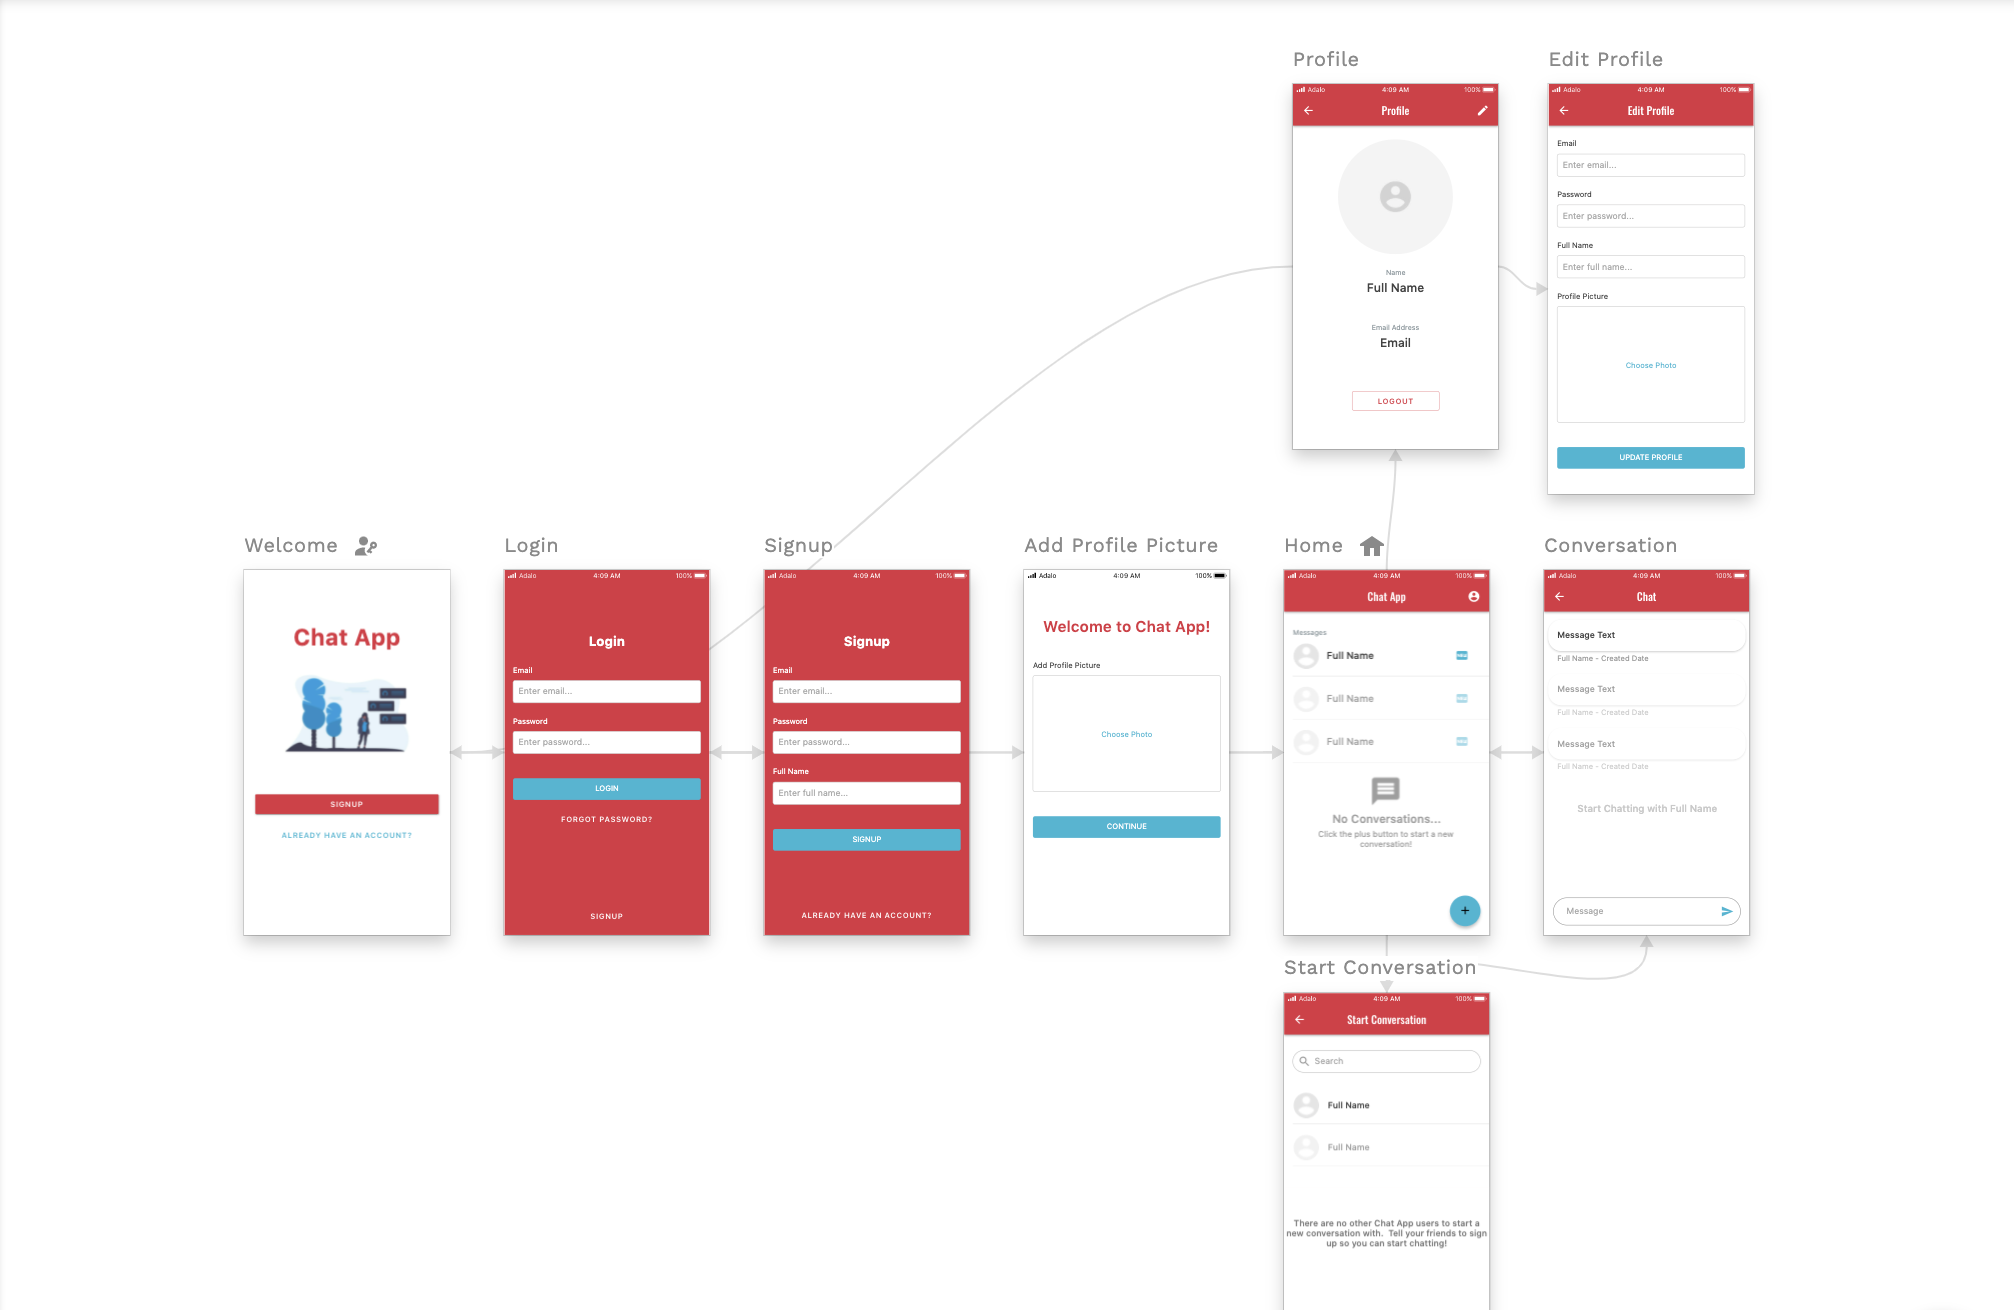 Profile
Adalo 4:09 AM 100%
Profile
Name
Full Name
Email Address
Email
LOGOUT
Edit Profile
Adalo 4:09 AM 100%
Edit Profile
Email
Enter email...
Password
Enter password...
Full Name
Enter full name...
Profile Picture
Choose Photo
UPDATE PROFILE
Welcome
Chat App
SIGNUP
ALREADY HAVE AN ACCOUNT?
Login
Adalo 4:09 AM 100%
Login
Email
Enter email...
Password
Enter password...
LOGIN
FORGOT PASSWORD?
SIGNUP
Signup
Adalo 4:09 AM 100%
Signup
Email
Enter email...
Password
Enter password...
Full Name
Enter full name...
SIGNUP
ALREADY HAVE AN ACCOUNT?
Add Profile Picture
Adalo 4:09 AM 100%
Welcome to Chat App!
Add Profile Picture
Choose Photo
CONTINUE
Home
Adalo 4:09 AM 100%
Chat App
Messages
Full Name
Full Name
Full Name
No Conversations...
Click the plus button to start a new
conversation!
Conversation
Adalo 4:09 AM 100%
Chat
Message Text
Full Name - Created Date
Message Text
Full Name - Created Date
Message Text
Full Name - Created Date
Start Chatting with Full Name
Message
Start Conversation
Adalo 4:09 AM 100%
Start Conversation
Search
Full Name
Full Name
There are no other Chat App users to start a
new conversation with. Tell your friends to sign
up so you can start chatting!